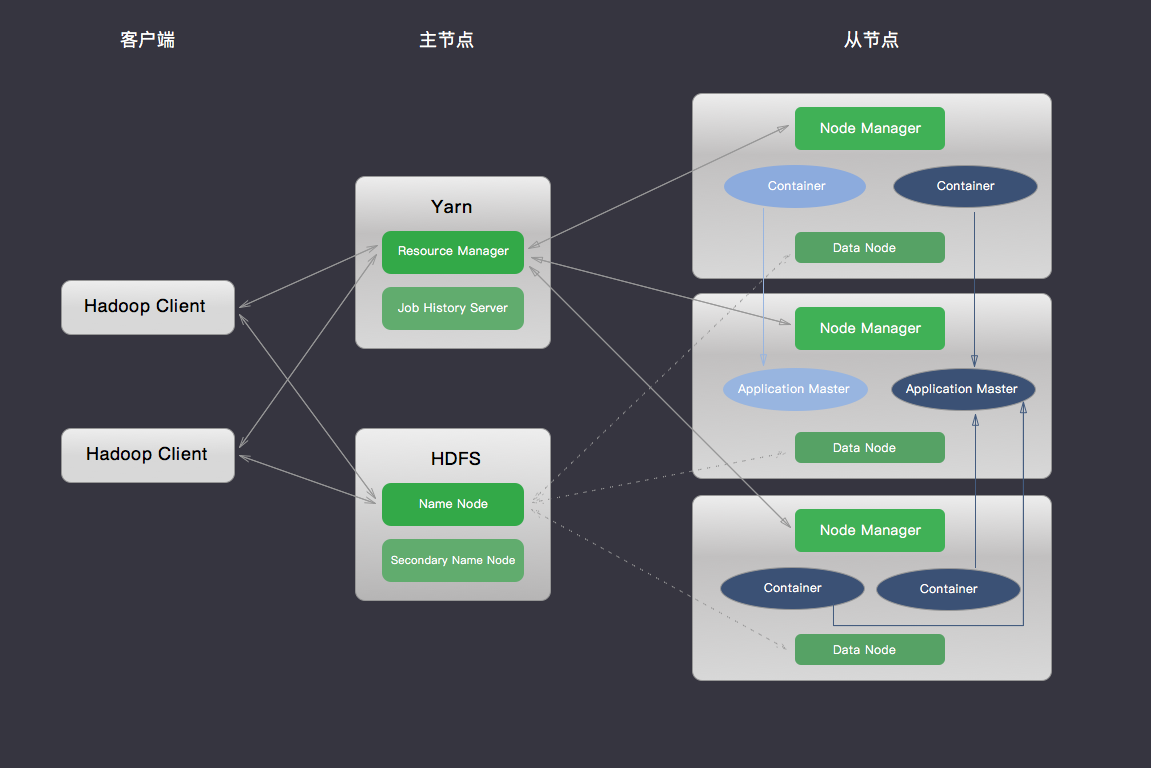 客户端
主节点
从节点
Hadoop Client
Hadoop Client
Yarn
Resource Manager
Job History Server
HDFS
Name Node
Secondary Name Node
Node Manager
Container
Container
Data Node
Node Manager
Application Master
Application Master
Data Node
Node Manager
Container
Container
Data Node